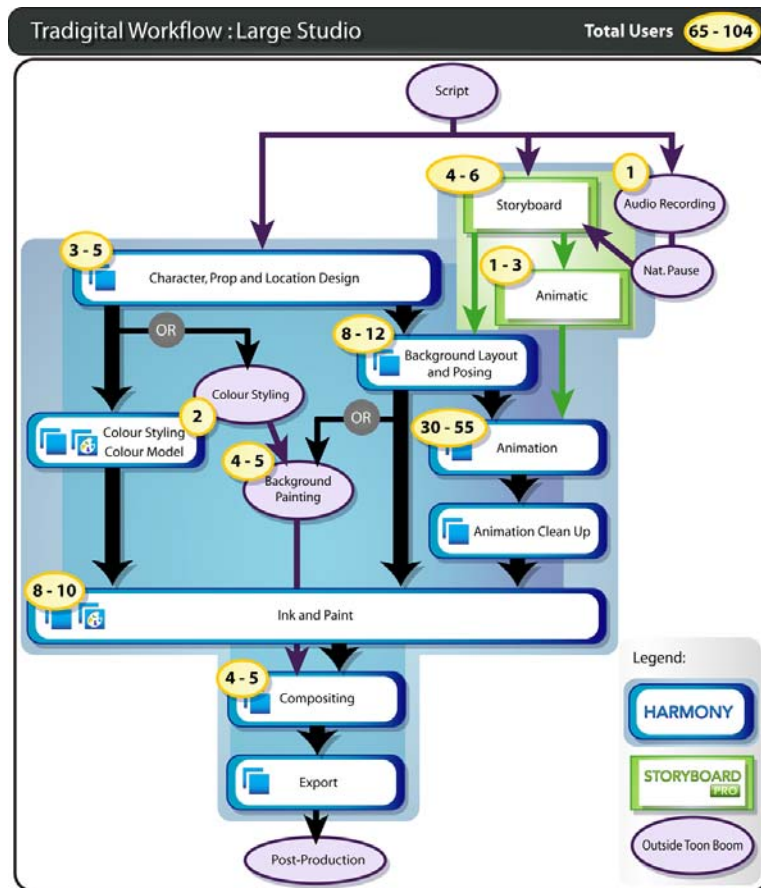 Tradigital Workflow : Large Studio
Total Users 65 - 104
Script
4 - 6
1
Storyboard
Audio Recording
3 - 5
1 - 3
Nat. Pause
Character, Prop and Location Design
Animatic
OR
8 - 12
Background Layout
and Posing
Colour Styling
2
OR
30 - 55
Colour Styling
Colour Model
Animation
4 - 5
Background
Painting
Animation Clean Up
8 - 10
Ink and Paint
Legend:
4 - 5
Compositing
HARMONY
Export
STORYBOARD
PRO
Post-Production
Outside Toon Boom